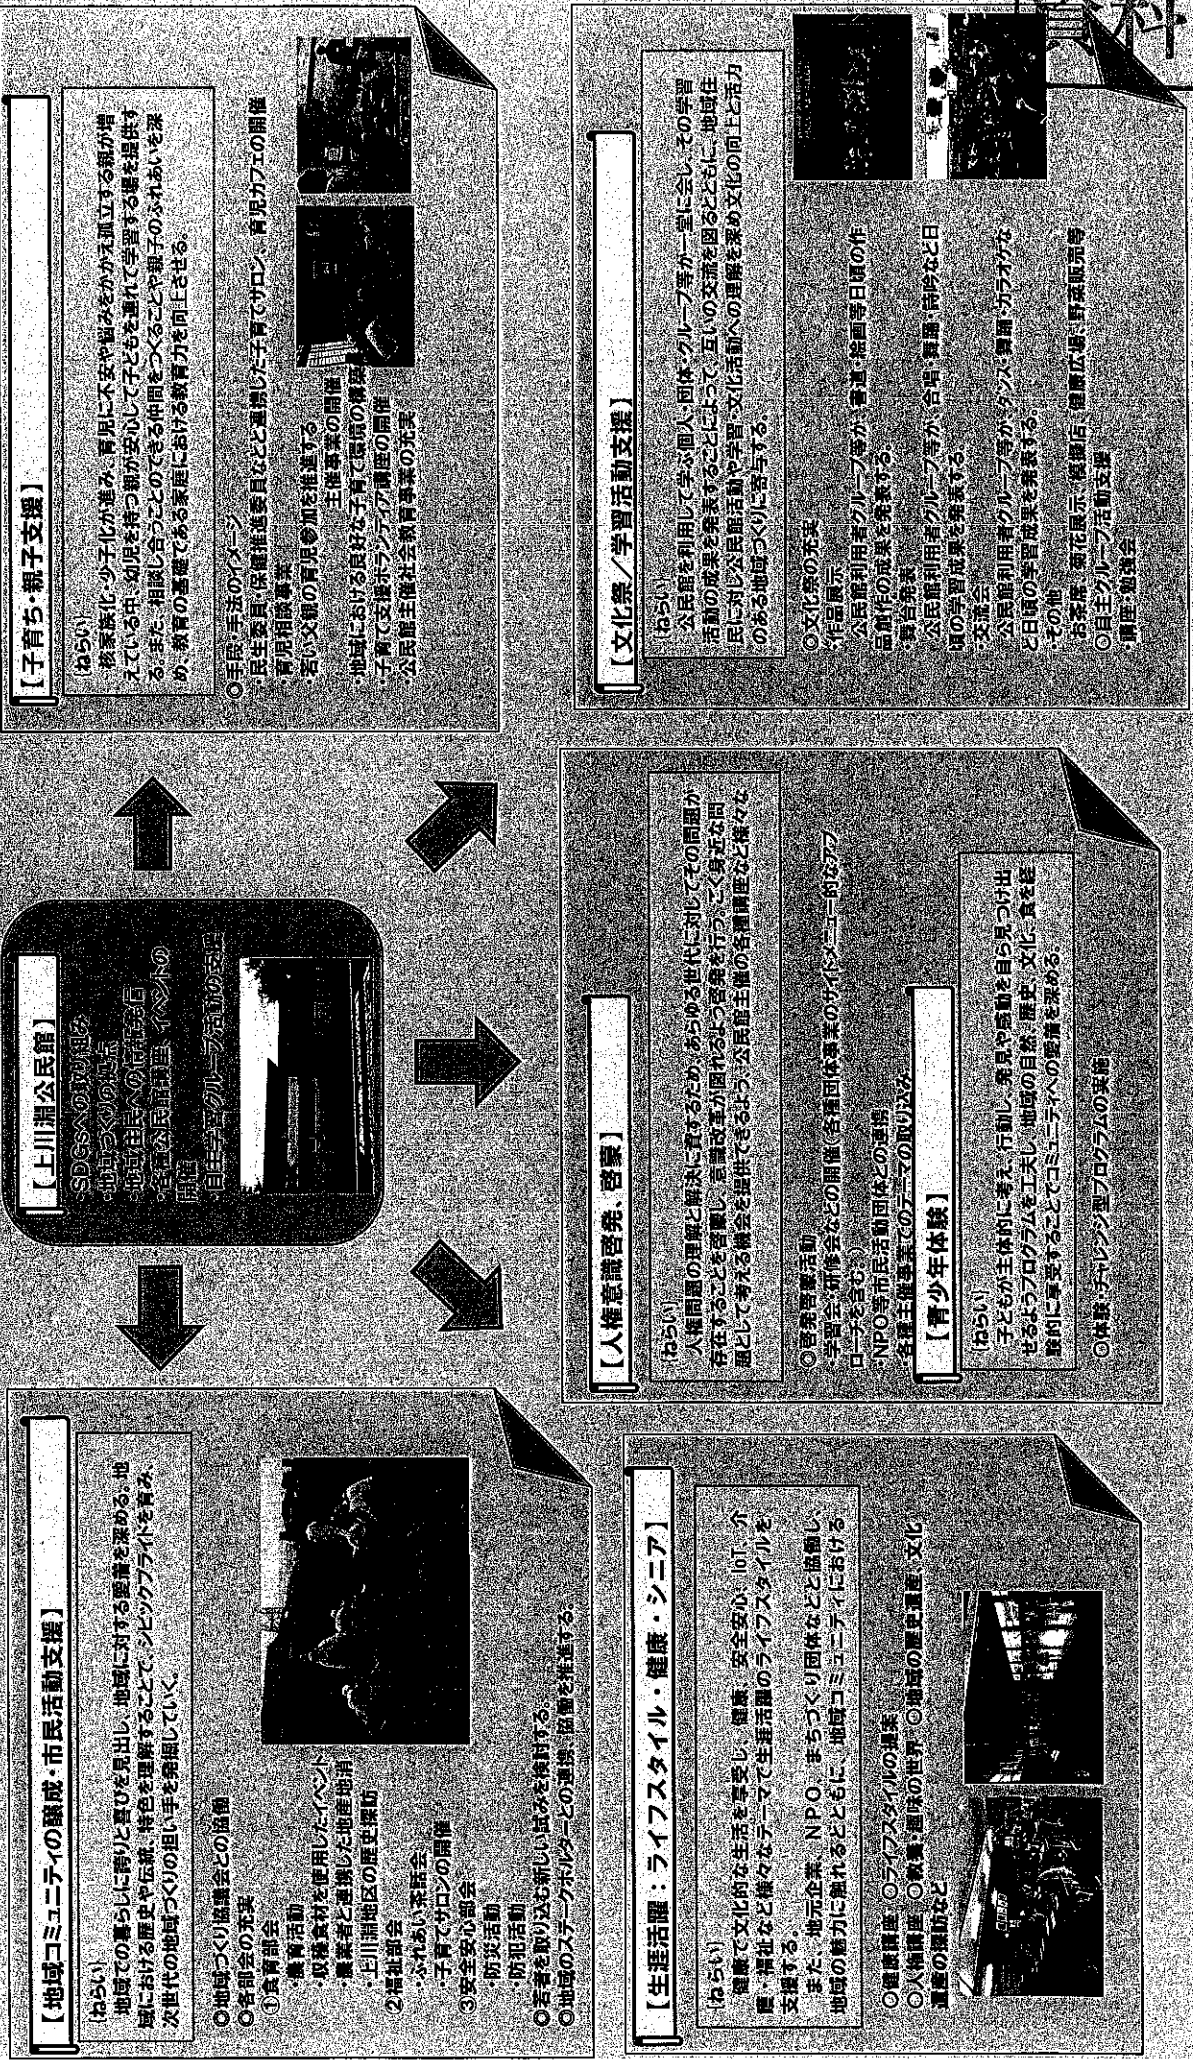 【上川淵公民館】
・SDGsへの取り組み
・地域づくりの拠点
・地域住民への情報発信
・各種公民館講座、イベントの
開催
・自主学習グループ活動の支援
【地域コミュニティの醸成・市民活動支援】
(ねらい)
地域での暮らしに誇りと喜びを見出し、地域に対する愛着を深める。地
域における歴史や伝統、特色を理解することで、シビックプライドを育み、
次世代の地域づくりの担い手を発掘していく。
◎地域づくり協議会との協働
◎各部会の充実
①食育部会
・農育活動
・収穫食材を使用したイベント
・農業者と連携した地産地消
・上川淵地区の歴史探訪
②福祉部会
・ふれあい茶話会
・子育てサロンの開催
③安全安心部会
・防災活動
・防犯活動
◎若者を取り込む新しい試みを検討する。
◎地域のステークホルダーとの連携、協働を推進する。
【子育ち・親子支援】
(ねらい)
核家族化・少子化が進み、育児に不安や悩みをかかえ孤立する親が増
えている中、幼児を持つ親が安心して子どもを連れて学習する場を提供す
る。また、相談し合うことのできる仲間をつくることや親子のふれあいを深
め、教育の基礎である家庭における教育力を向上させる。
◎手段・手法のイメージ
・民生委員・保健推進委員などと連携した子育てサロン、育児カフェの開催
・育児相談事業
・若い父親の育児参加を推進する
主催事業の開催
・地域における良好な子育て環境の構築
・子育て支援ボランティア講座の開催
・公民館主催社会教育事業の充実
【生涯活躍：ライフスタイル・健康・シニア】
(ねらい)
健康で文化的な生活を享受し、健康、安全安心、IoT、介
護・福祉など様々なテーマで生涯活躍のライフスタイルを
支援する。
また、地元企業、NPO、まちづくり団体などと協働し、
地域の魅力に触れるとともに、地域コミュニティにおける
◎健康講座 ◎ライフスタイルの提案
◎人権講座 ◎教養・趣味の世界 ◎地域の歴史遺産、文化
遺産の探訪など
【人権意識啓発、啓蒙】
(ねらい)
人権問題の理解と解決に資するため、あらゆる世代に対してその問題が
存在することを啓蒙し、意識改革が図れるよう啓発を行う。ごく身近な問
題として考える機会を提供できるよう、公民館主催の各種講座など様々な
◎啓発啓蒙活動
・学習会、研修会などの開催（各種団体事業のサイドメニュー的なアプ
ローチを含む。）
・NPO等市民活動団体との連携
・各種主催事業でのテーマの取り込み
【青少年体験】
(ねらい)
子どもが主体的に考え、行動し、発見や感動を自ら見つけ出
せるようプログラムを工夫し、地域の自然、歴史、文化、食を経
験的に享受することでコミュニティへの愛着を深める。
◎体験・チャレンジ型プログラムの実施
【文化祭／学習活動支援】
(ねらい)
公民館を利用して学ぶ個人・団体・グループ等が一堂に会し、その学習
活動の成果を発表することによって、互いの交流を図るとともに、地域住
民に対し公民館活動や学習・文化活動への理解を深め文化の向上と活力
のある地域づくりに寄与する。
◎文化祭の充実
・作品展示
公民館利用者グループ等が、書道・絵画等日頃の作
品創作の成果を発表する。
・舞台発表
公民館利用者グループ等が、合唱・舞踊・詩吟など日
頃の学習成果を発表する。
・交流会
公民館利用者グループ等が、ダンス・舞踊・カラオケな
ど日頃の学習成果を発表する。
・その他
お茶席、菊花展示、模擬店、健康広場、野菜販売等
◎自主グループ活動支援
・講座・勉強会